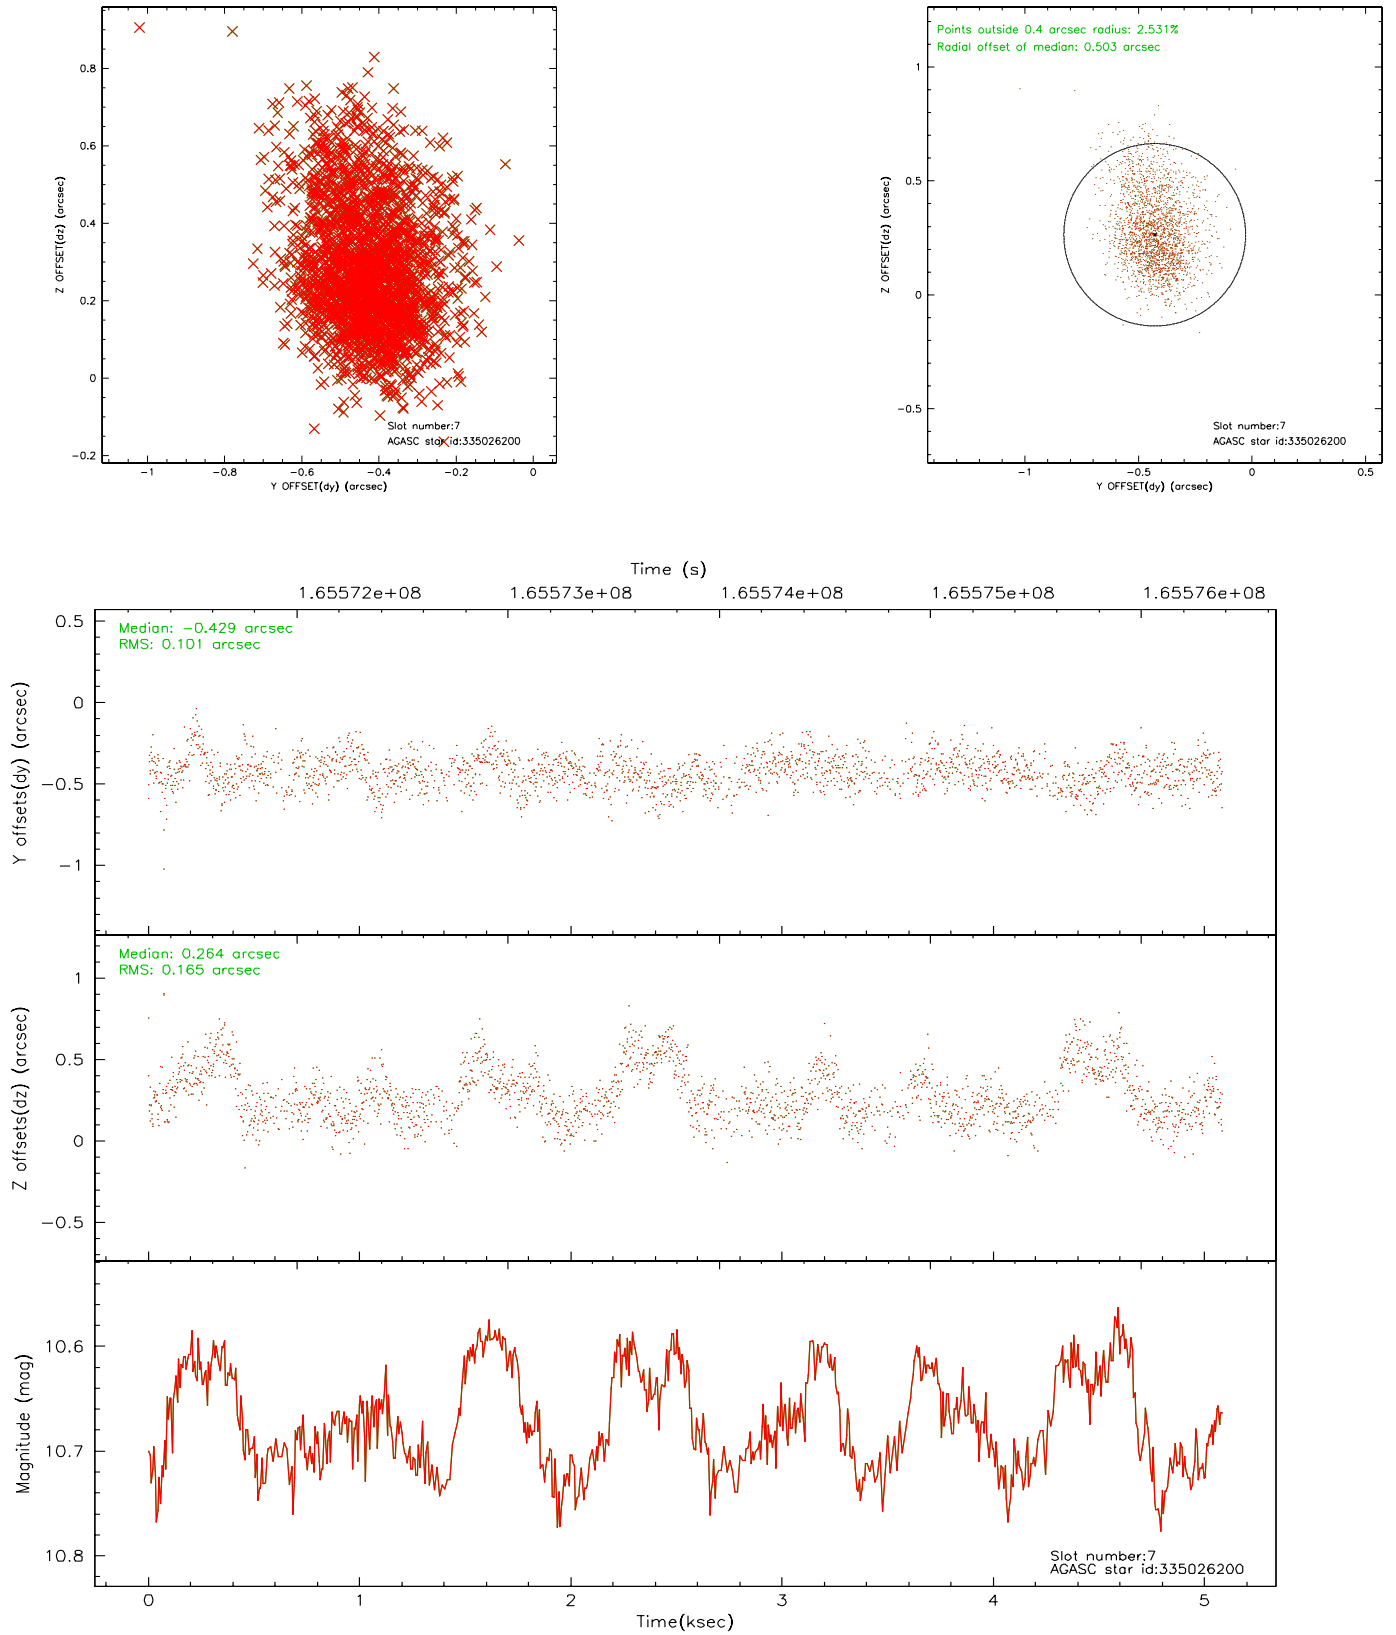 0.8
0.6
0.4
0.2
0
−0.2
−1
−0.8
−0.6
−0.4
−0.2
0
Z OFFSET(dz) (arcsec)
Y OFFSET(dy) (arcsec)
Slot number:7
AGASC star id:335026200
Points outside 0.4 arcsec radius: 2.531%
Radial offset of median: 0.503 arcsec
1
0.5
0
−0.5
−1
−0.5
0
0.5
Z OFFSET(dz) (arcsec)
Y OFFSET(dy) (arcsec)
Slot number:7
AGASC star id:335026200
Time (s)
1.65572e+08 1.65573e+08 1.65574e+08 1.65575e+08 1.65576e+08
Median: −0.429 arcsec
RMS: 0.101 arcsec
0.5
0
−0.5
−1
Y offsets(dy) (arcsec)
Median: 0.264 arcsec
RMS: 0.165 arcsec
1
0.5
0
−0.5
Z offsets(dz) (arcsec)
10.6
10.7
10.8
Magnitude (mag)
Slot number:7
AGASC star id:335026200
0 1 2 3 4 5
Time(ksec)